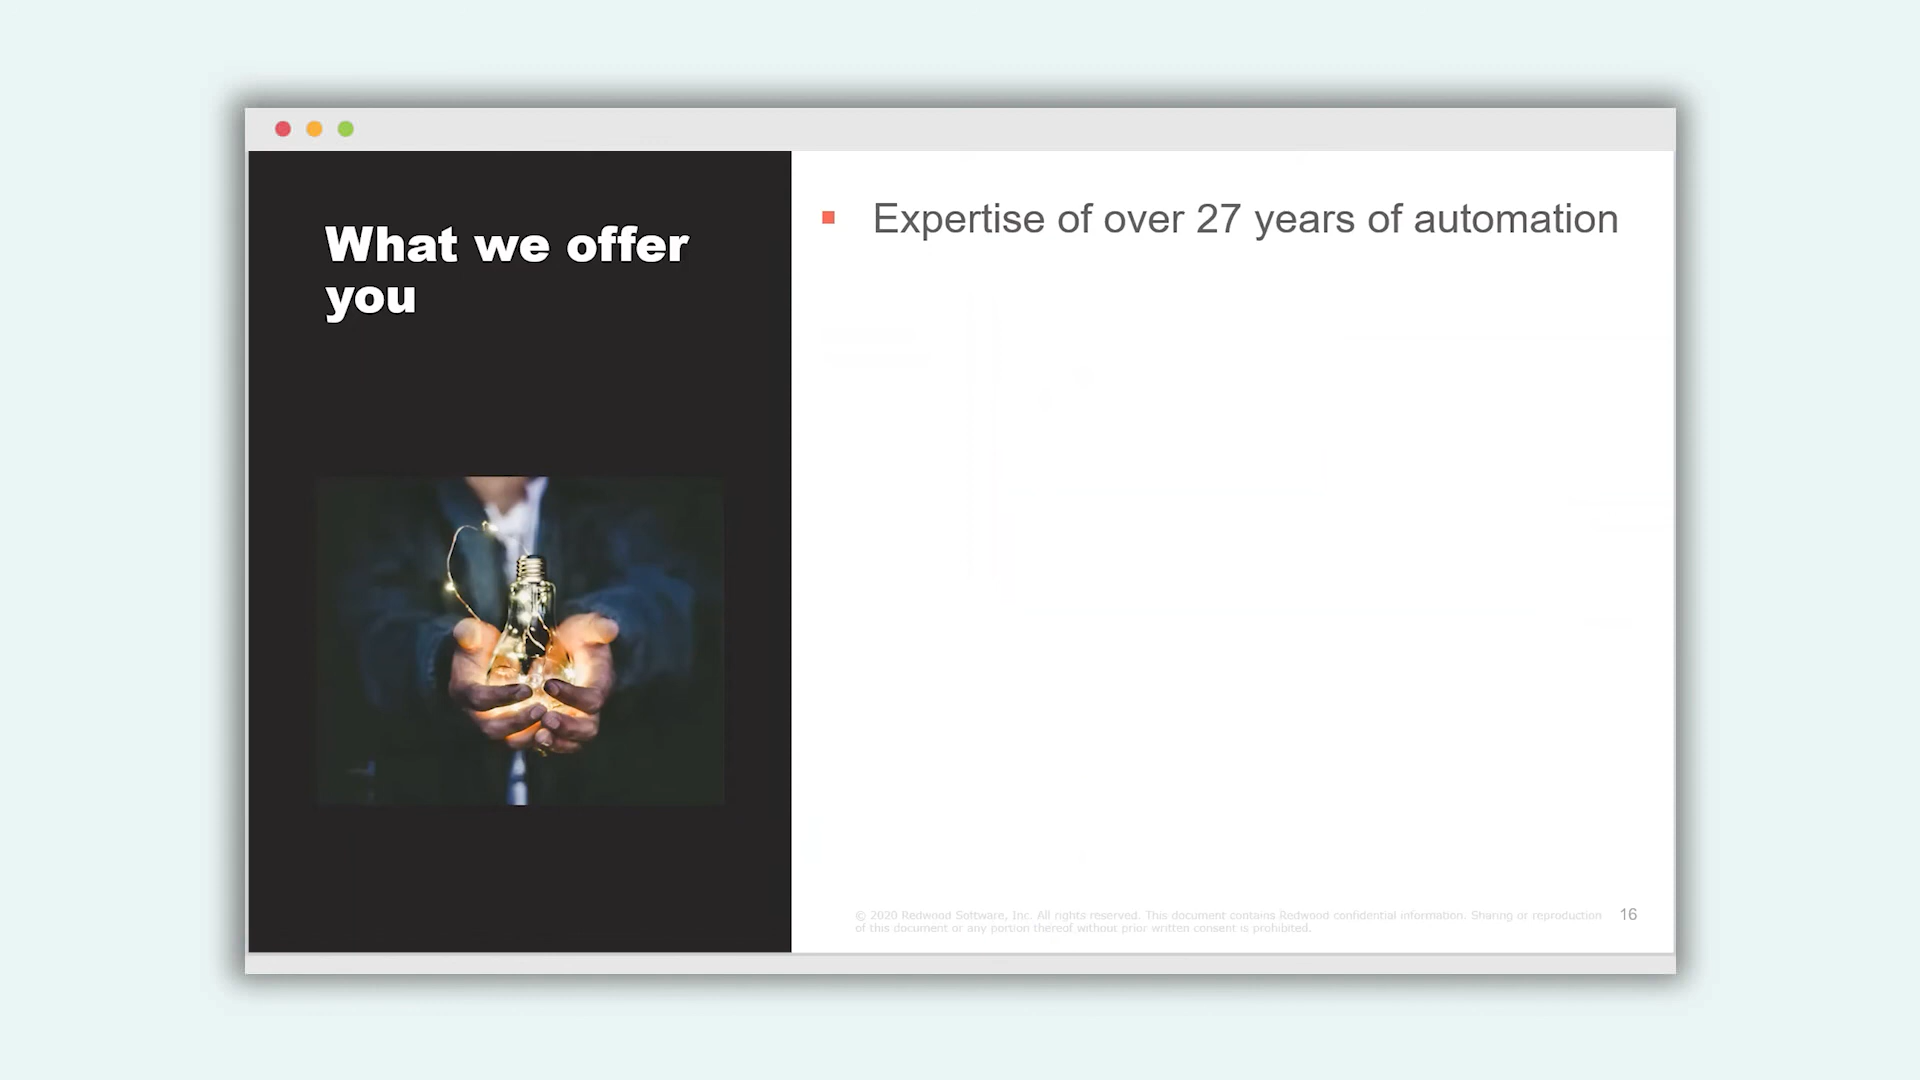 What we offer
you
Expertise of over 27 years of automation
© 2020 Redwood Software, Inc. All rights reserved. This document contains Redwood confidential information. Sharing or reproduction
of this document or any portion thereof without prior written consent is prohibited.
16